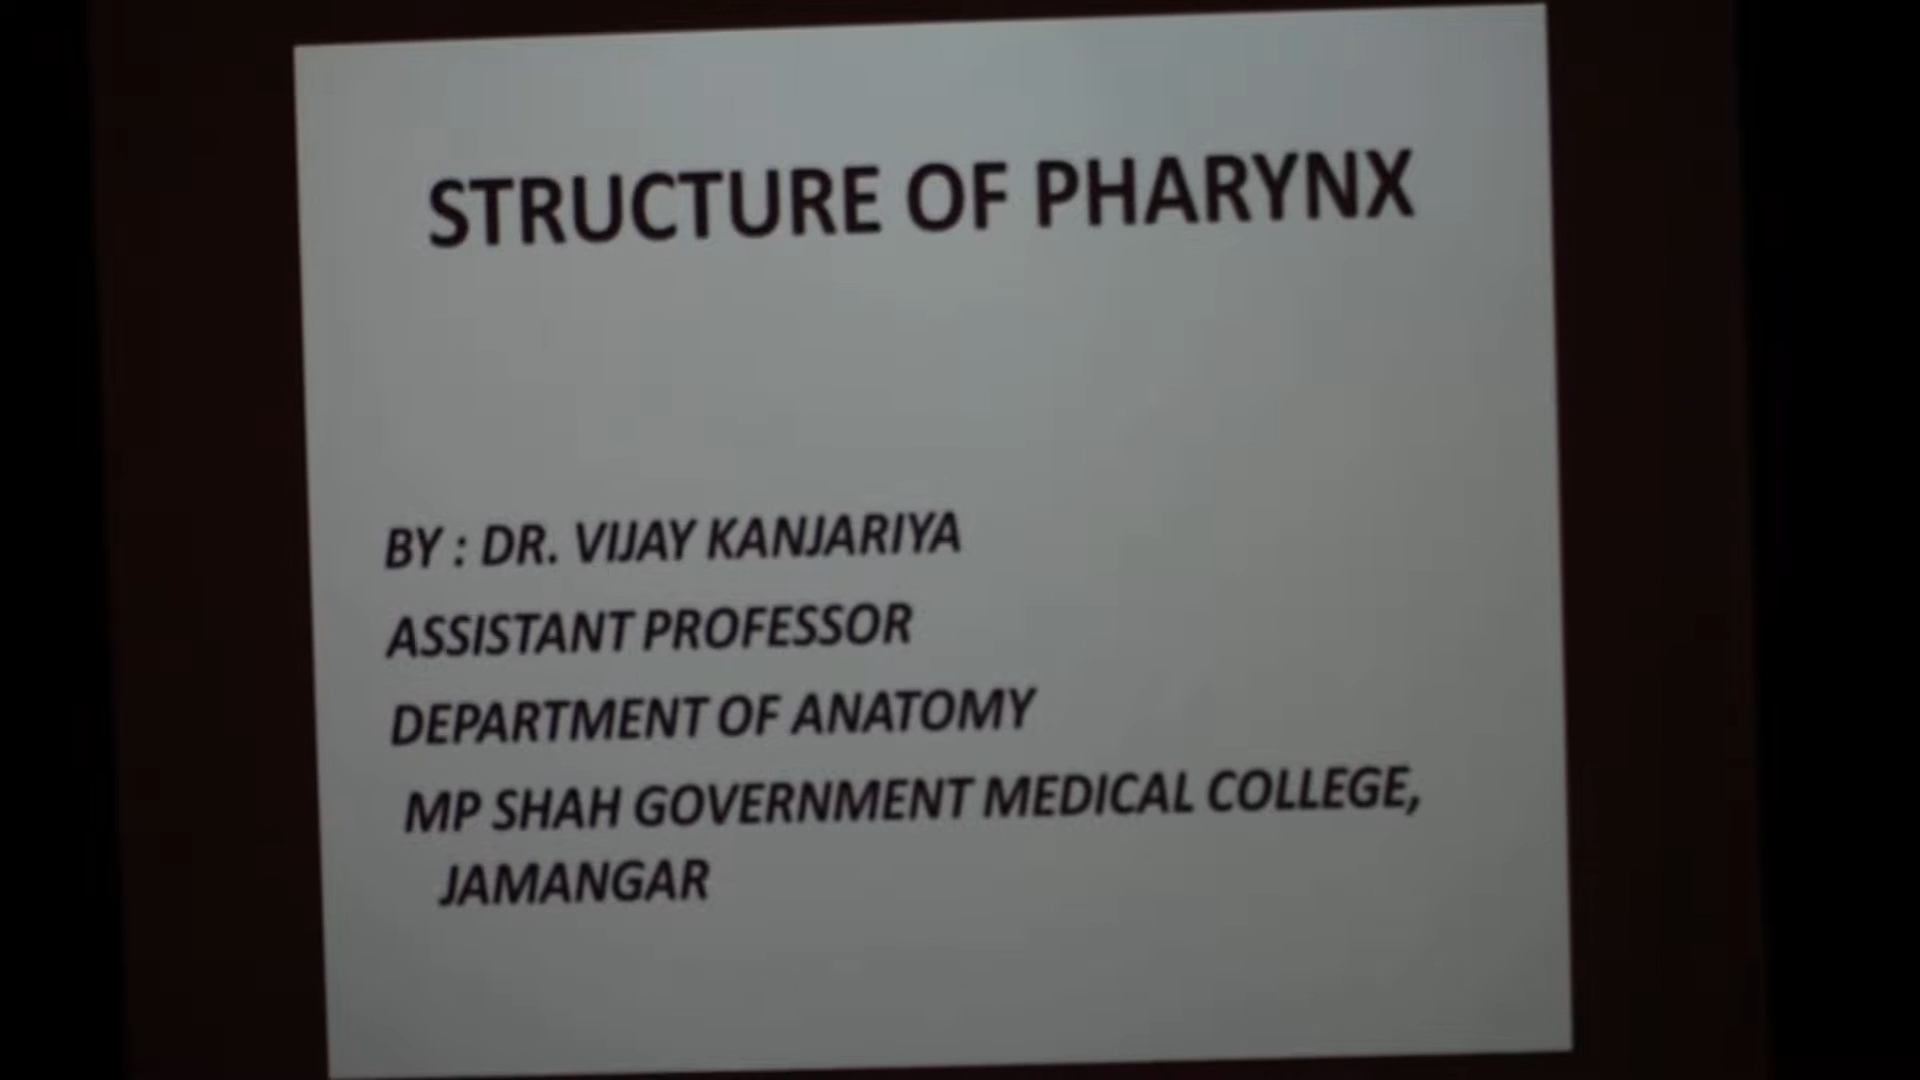 STRUCTURE OF PHARYNX
BY : DR. VIJAY KANJARIYA
ASSISTANT PROFESSOR
DEPARTMENT OF ANATOMY
MP SHAH GOVERNMENT MEDICAL COLLEGE,
JAMANGAR